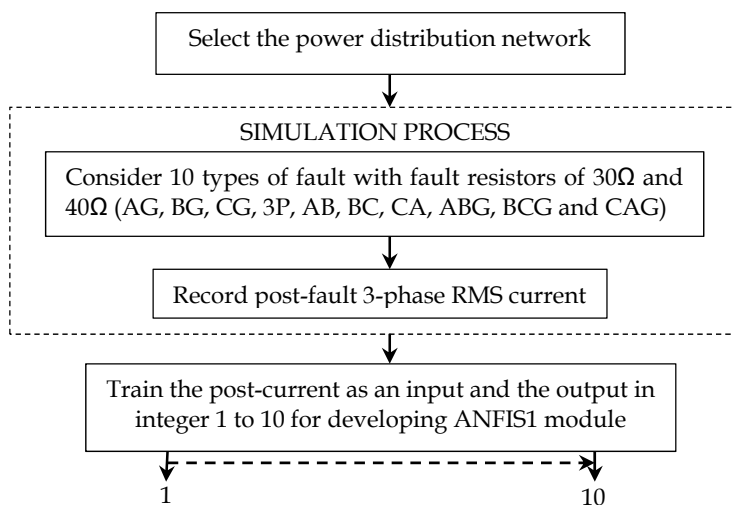 Select the power distribution network
SIMULATION PROCESS
Consider 10 types of fault with fault resistors of 30Ω and
40Ω (AG, BG, CG, 3P, AB, BC, CA, ABG, BCG and CAG)
Record post-fault 3-phase RMS current
Train the post-current as an input and the output in
integer 1 to 10 for developing ANFIS1 module
1
10